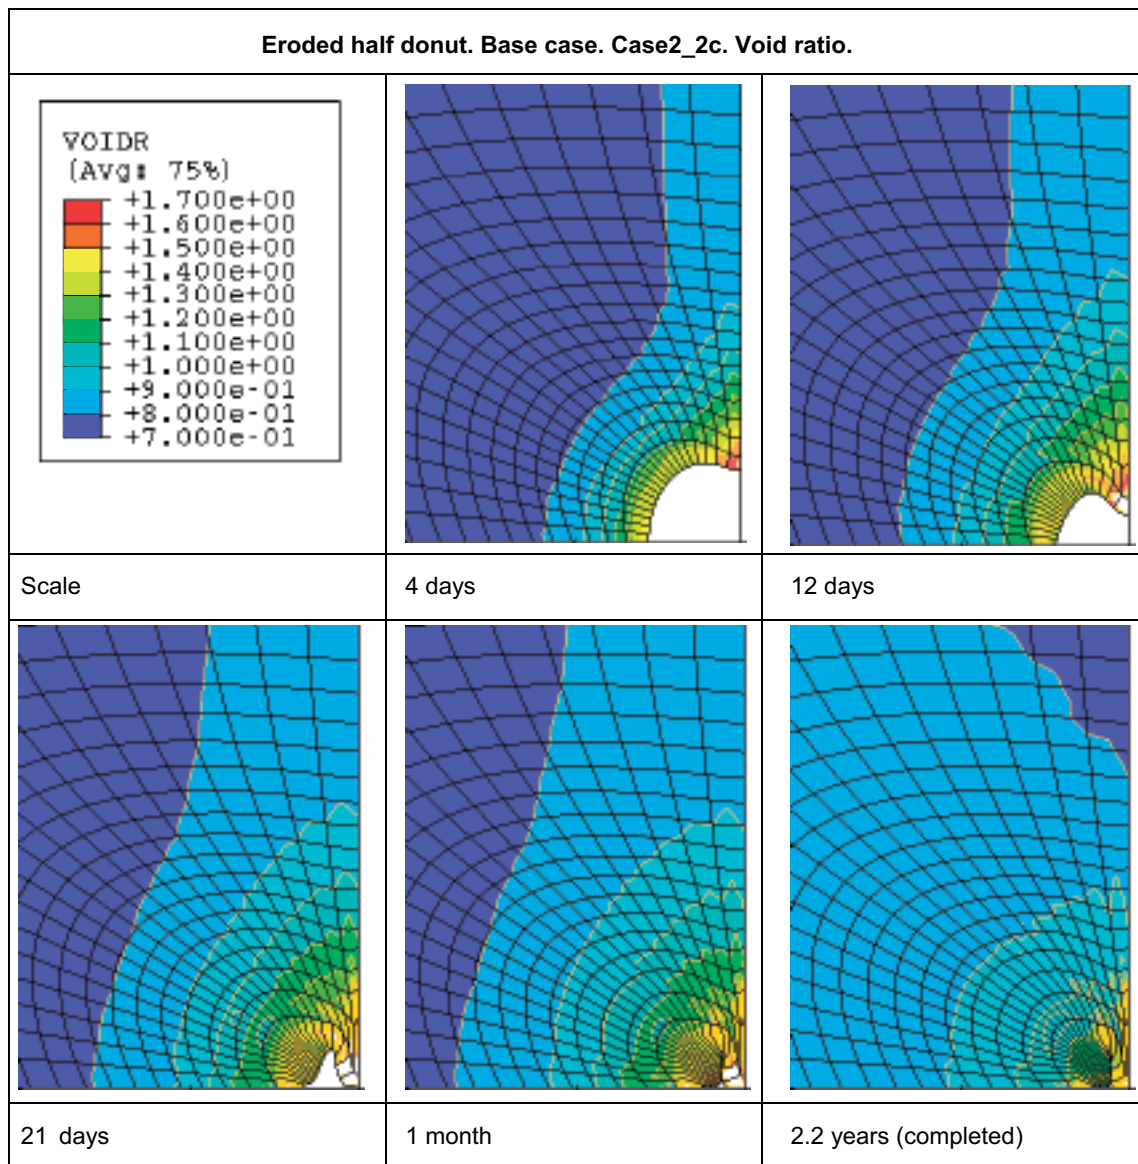 Eroded half donut. Base case. Case2_2c. Void ratio.
VOIDR
(Avg: 75%)
+1.700e+00
+1.600e+00
+1.500e+00
+1.400e+00
+1.300e+00
+1.200e+00
+1.100e+00
+1.000e+00
+9.000e-01
+8.000e-01
+7.000e-01
Scale
4 days
12 days
21 days
1 month
2.2 years (completed)